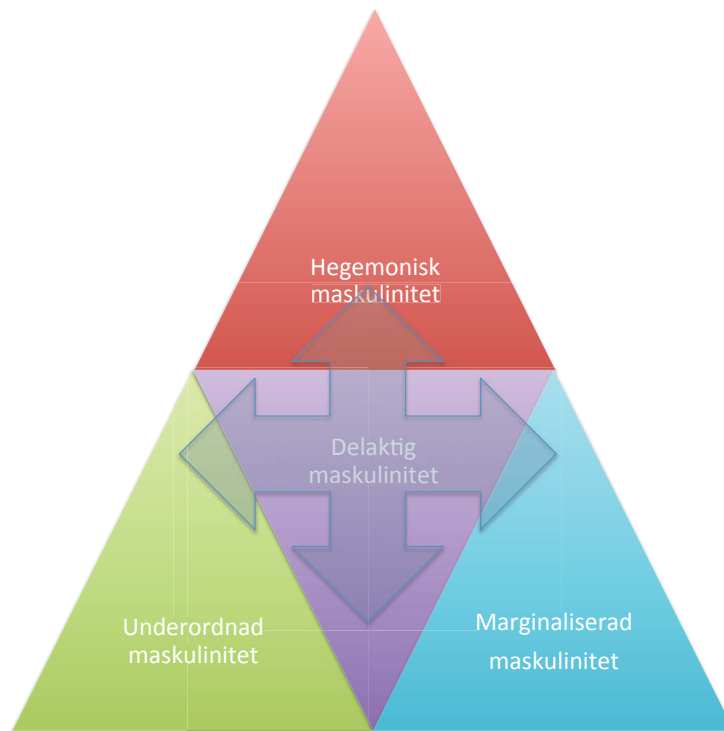 Hegemonisk
maskulinitet
Delaktig
maskulinitet
Underordnad
maskulinitet
Marginaliserad
maskulinitet